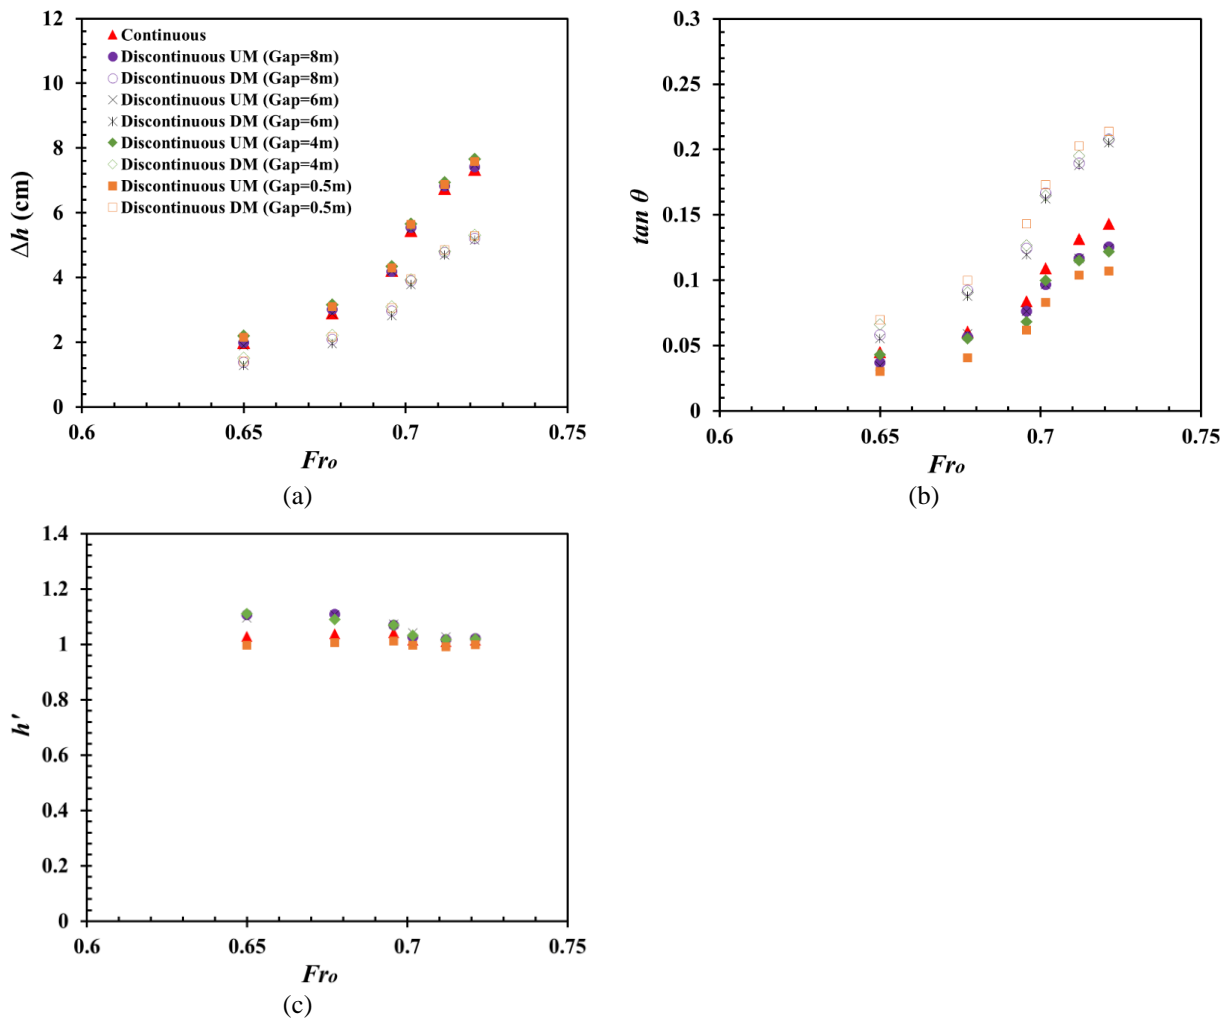 12
10
8
6
4
2
0
Δh (cm)
Continuous
Discontinuous UM (Gap=8m)
Discontinuous DM (Gap=8m)
Discontinuous UM (Gap=6m)
Discontinuous DM (Gap=6m)
Discontinuous UM (Gap=4m)
Discontinuous DM (Gap=4m)
Discontinuous UM (Gap=0.5m)
Discontinuous DM (Gap=0.5m)
0.6 0.65 0.7 0.75
Fro
(a)
0.3
0.25
0.2
0.15
0.1
0.05
0
tan θ
0.6 0.65 0.7 0.75
Fro
(b)
1.4
1.2
1
0.8
0.6
0.4
0.2
0
h'
0.6 0.65 0.7 0.75
Fro
(c)